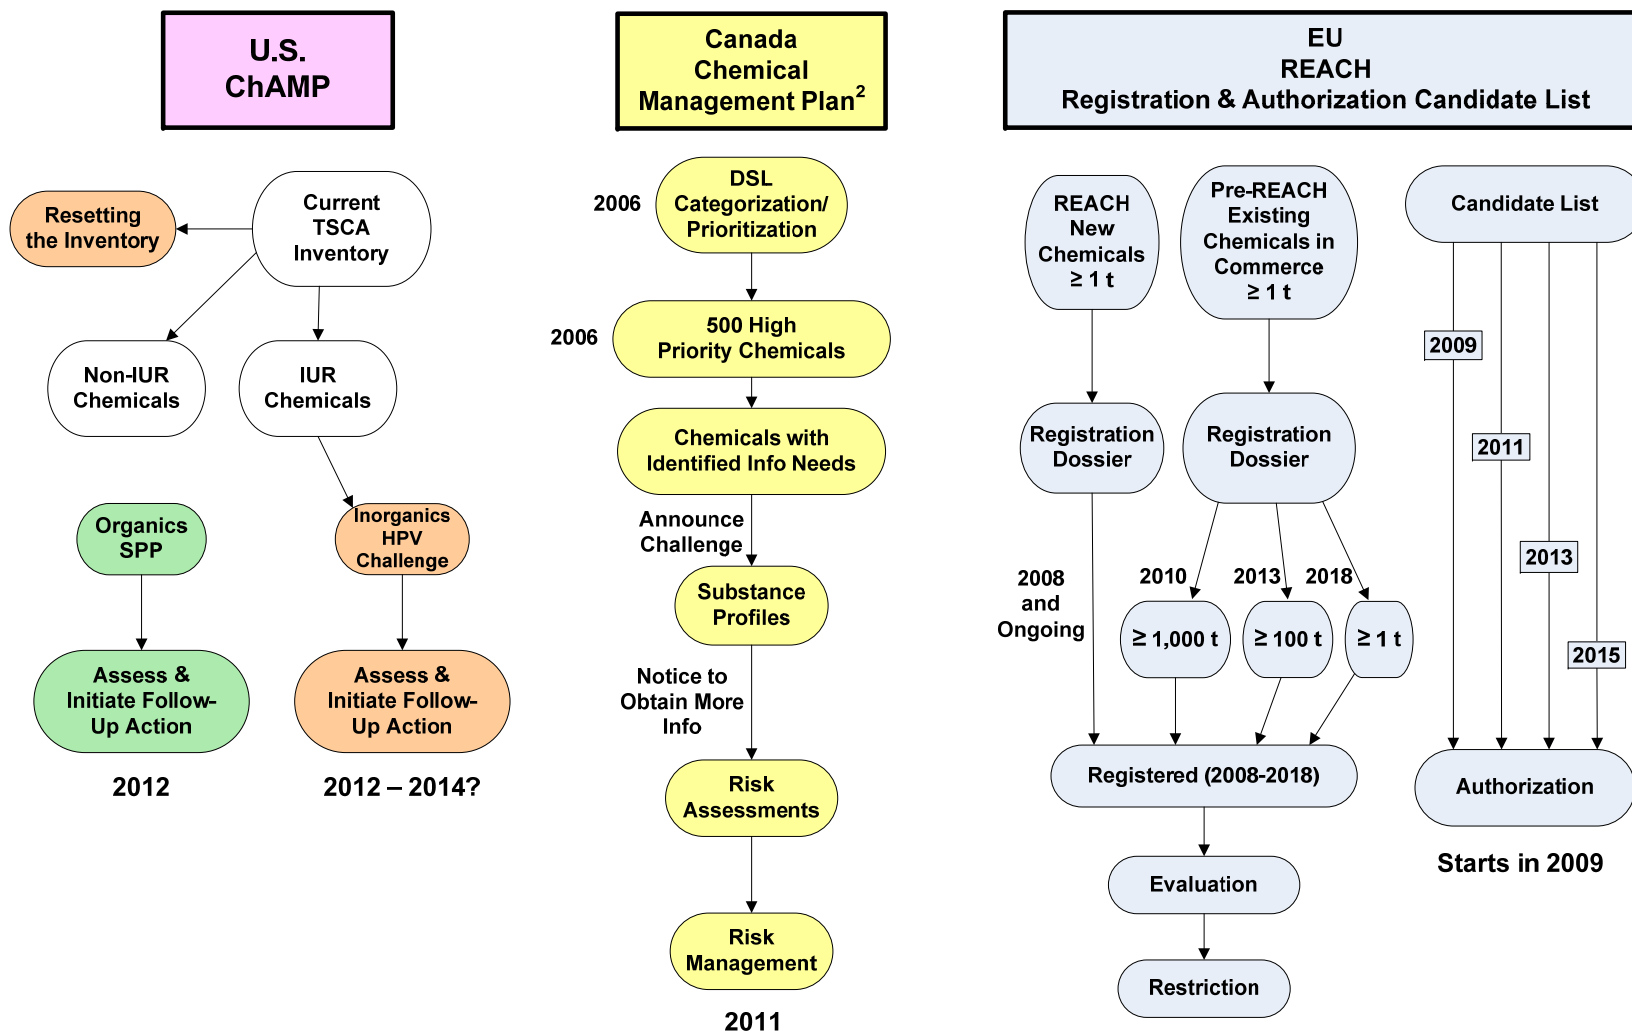 U.S.
ChAMP
Resetting
the Inventory
Current
TSCA
Inventory
Non-IUR
Chemicals
IUR
Chemicals
Organics
SPP
Inorganics
HPV
Challenge
Assess &
Initiate Follow-
Up Action
2012
Assess &
Initiate Follow-
Up Action
2012 – 2014?
Canada
Chemical
Management Plan²
2006
DSL
Categorization/
Prioritization
2006
500 High
Priority Chemicals
Chemicals with
Identified Info Needs
Announce
Challenge
Substance
Profiles
Notice to
Obtain More
Info
Risk
Assessments
Risk
Management
2011
EU
REACH
Registration & Authorization Candidate List
REACH
New
Chemicals
≥ 1 t
Pre-REACH
Existing
Chemicals in
Commerce
≥ 1 t
Registration
Dossier
Registration
Dossier
2008
and
Ongoing
2010
2013
2018
≥ 1,000 t
≥ 100 t
≥ 1 t
Registered (2008-2018)
Evaluation
Restriction
Candidate List
2009
2011
2013
2015
Authorization
Starts in 2009